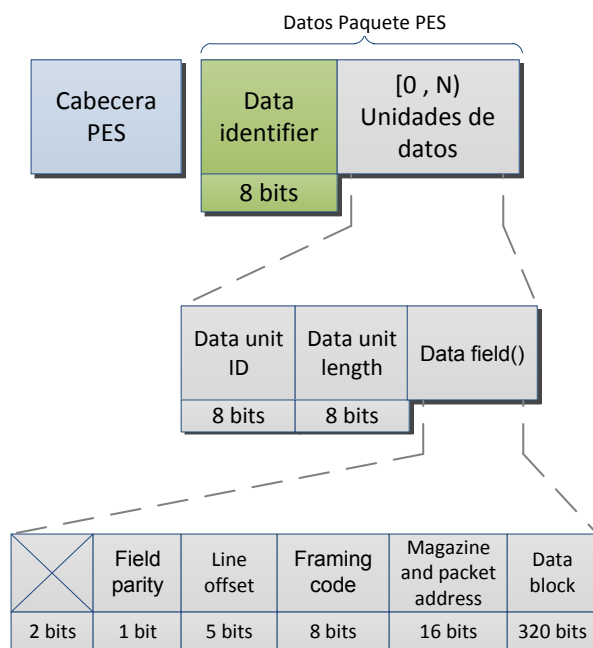 Datos Paquete PES
Cabecera
PES
Data
identifier
8 bits
[0 , N)
Unidades de
datos
Data unit
ID
8 bits
Data unit
length
8 bits
Data field()
2 bits
Field
parity
1 bit
Line
offset
5 bits
Framing
code
8 bits
Magazine
and packet
address
16 bits
Data
block
320 bits